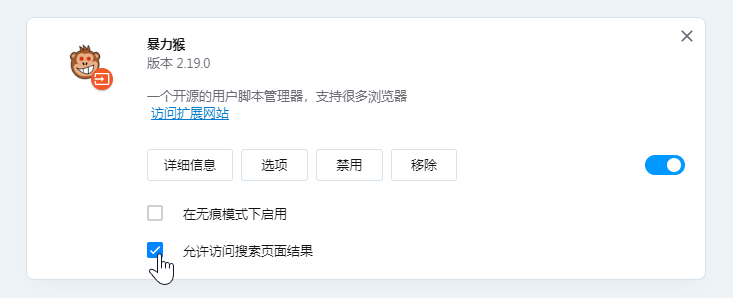 暴力猴
版本 2.19.0
一个开源的用户脚本管理器，支持很多浏览器
访问扩展网站
详细信息 选项 禁用 移除
在无痕模式下启用
允许访问搜索页面结果